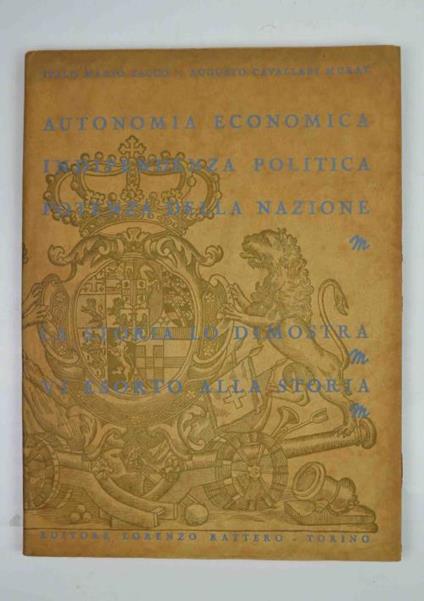 ITALO MARIO SACCO - AUGUSTO CAVALLARI MURAT
AUTONOMIA ECONOMICA
INDIPENDENZA POLITICA
POTENZA DELLA NAZIONE
M
LA STORIA LO DIMOSTRA
M
VI ESORTO ALLA STORIA
M
EDITORE LORENZO RATTERO - TORINO